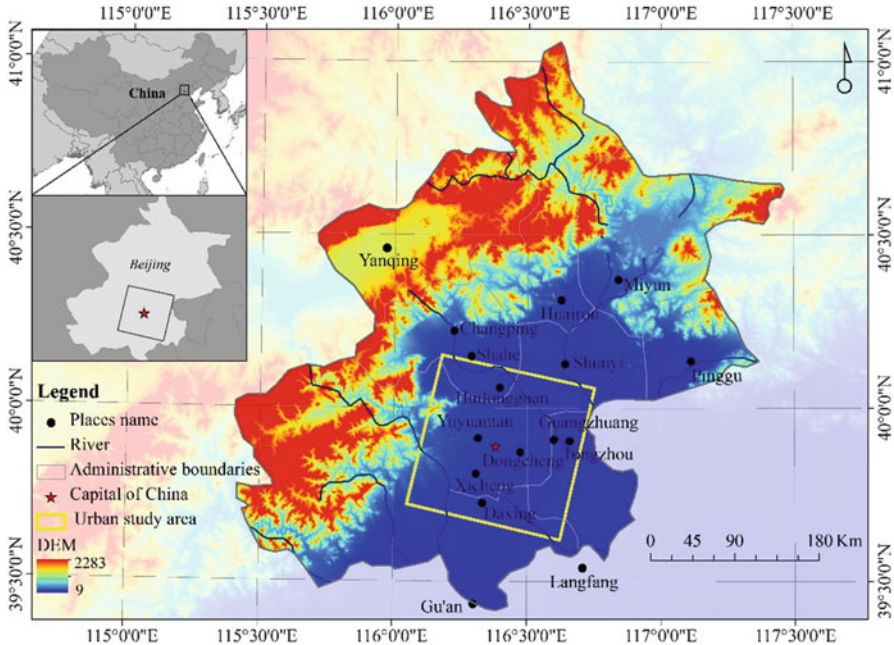 115°0'0"E
115°30'0"E
116°0'0"E
116°30'0"E
117°0'0"E
117°30'0"E
41°0'0"N
41°0'0"N
China
40°30'0"N
40°30'0"N
Beijing
Yanqing
Miyun
Huairou
Changping
Shahe
Shunyi
Pinggu
40°0'0"N
40°0'0"N
Legend
Places name
River
Administrative boundaries
Capital of China
Urban study area
DEM
2283
9
Yuyuantan
Guangzhuang
Dongcheng
Tongzhou
Xicheng
Daxing
0 45 90 180 Km
39°30'0"N
39°30'0"N
Langfang
Gu'an
115°0'0"E
115°30'0"E
116°0'0"E
116°30'0"E
117°0'0"E
117°30'0"E